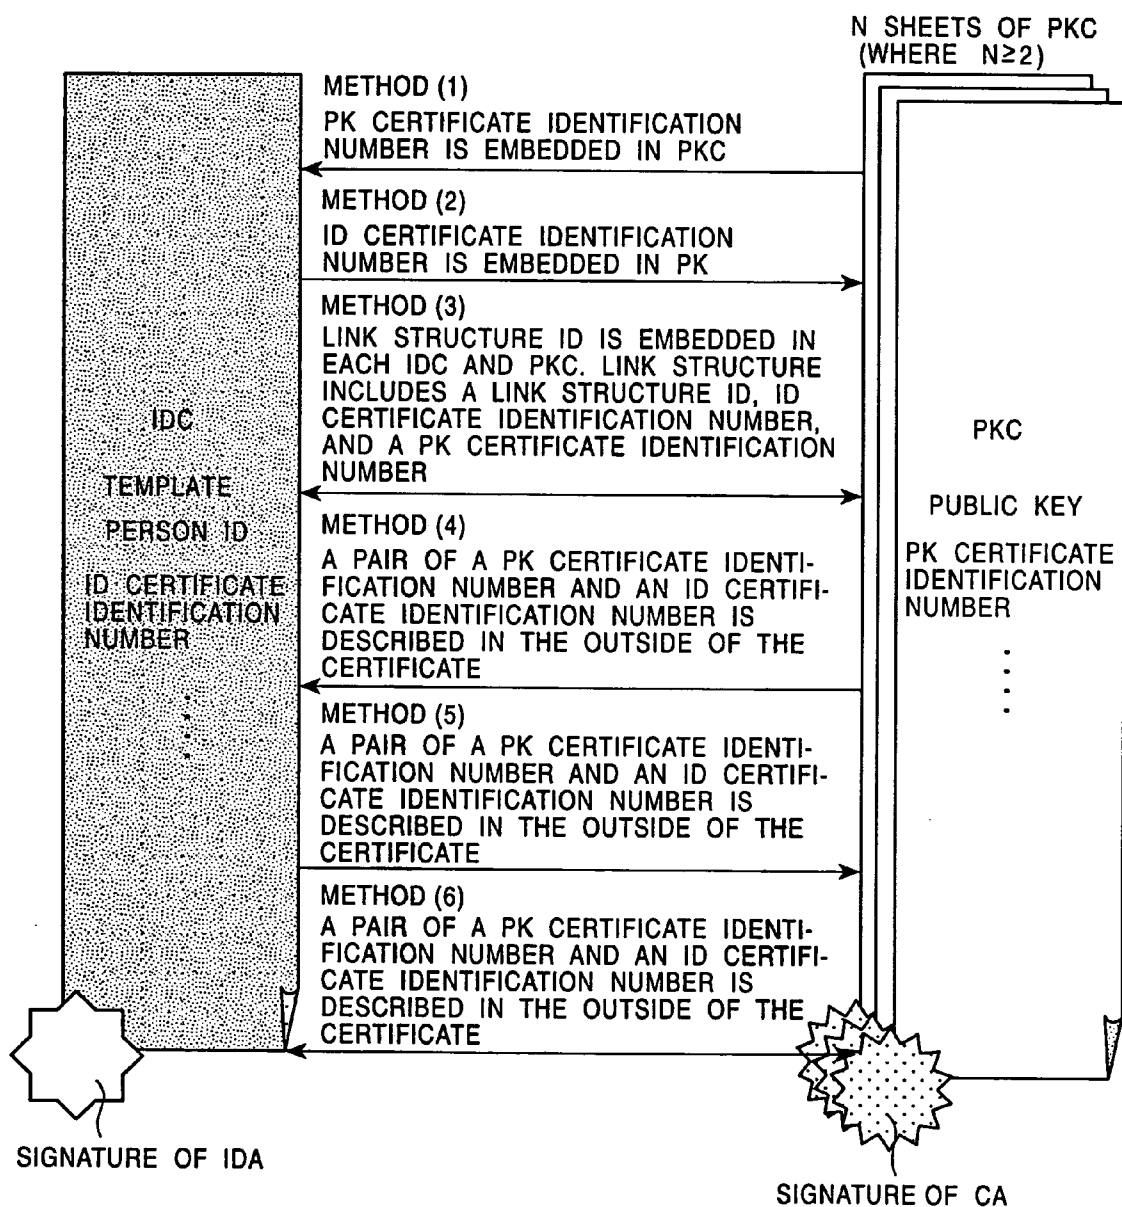 N SHEETS OF PKC
(WHERE N≥2)
METHOD (1)
PK CERTIFICATE IDENTIFICATION
NUMBER IS EMBEDDED IN PKC
METHOD (2)
ID CERTIFICATE IDENTIFICATION
NUMBER IS EMBEDDED IN PK
METHOD (3)
LINK STRUCTURE ID IS EMBEDDED IN
EACH IDC AND PKC. LINK STRUCTURE
INCLUDES A LINK STRUCTURE ID, ID
CERTIFICATE IDENTIFICATION NUMBER,
AND A PK CERTIFICATE IDENTIFICATION
NUMBER
METHOD (4)
A PAIR OF A PK CERTIFICATE IDENTI-
FICATION NUMBER AND AN ID CERTIFI-
CATE IDENTIFICATION NUMBER IS
DESCRIBED IN THE OUTSIDE OF THE
CERTIFICATE
METHOD (5)
A PAIR OF A PK CERTIFICATE IDENTI-
FICATION NUMBER AND AN ID CERTIFI-
CATE IDENTIFICATION NUMBER IS
DESCRIBED IN THE OUTSIDE OF THE
CERTIFICATE
METHOD (6)
A PAIR OF A PK CERTIFICATE IDENTI-
FICATION NUMBER AND AN ID CERTIFI-
CATE IDENTIFICATION NUMBER IS
DESCRIBED IN THE OUTSIDE OF THE
CERTIFICATE
IDC
TEMPLATE
PERSON ID
ID CERTIFICATE
IDENTIFICATION
NUMBER
PKC
PUBLIC KEY
PK CERTIFICATE
IDENTIFICATION
NUMBER
SIGNATURE OF IDA
SIGNATURE OF CA